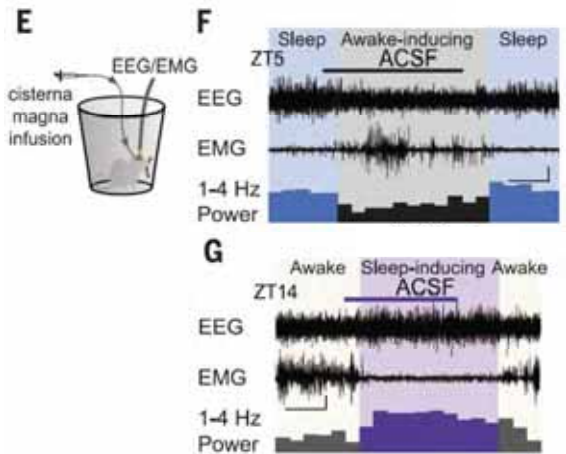 E
EEG/EMG
cisterna
magna
infusion
F
Sleep Awake-inducing Sleep
ZT5 ACSF
EEG
EMG
1-4 Hz
Power
G
Awake Sleep-inducing Awake
ZT14 ACSF
EEG
EMG
1-4 Hz
Power